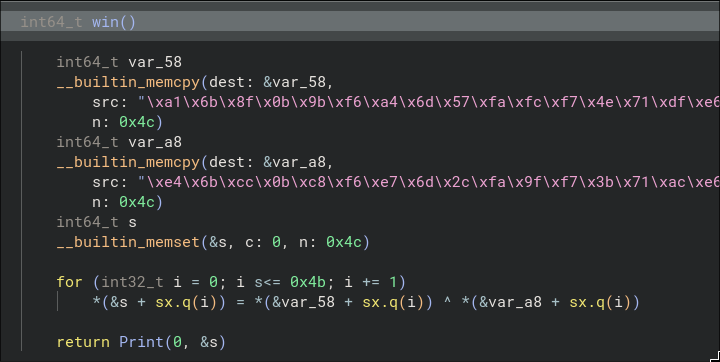 int64_t win()
int64_t var_58
__builtin_memcpy(dest: &var_58,
src: "\xa1\x6b\x8f\x0b\x9b\xf6\xa4\x6d\x57\xfa\xfc\xf7\x4e\x71\xdf\xe6
n: 0x4c)
int64_t var_a8
__builtin_memcpy(dest: &var_a8,
src: "\xe4\x6b\xcc\x0b\xc8\xf6\xe7\x6d\x2c\xfa\x9f\xf7\x3b\x71\xac\xe6
n: 0x4c)
int64_t s
__builtin_memset(&s, c: 0, n: 0x4c)
for (int32_t i = 0; i s<= 0x4b; i += 1)
*(&s + sx.q(i)) = *(&var_58 + sx.q(i)) ^ *(&var_a8 + sx.q(i))
return Print(0, &s)